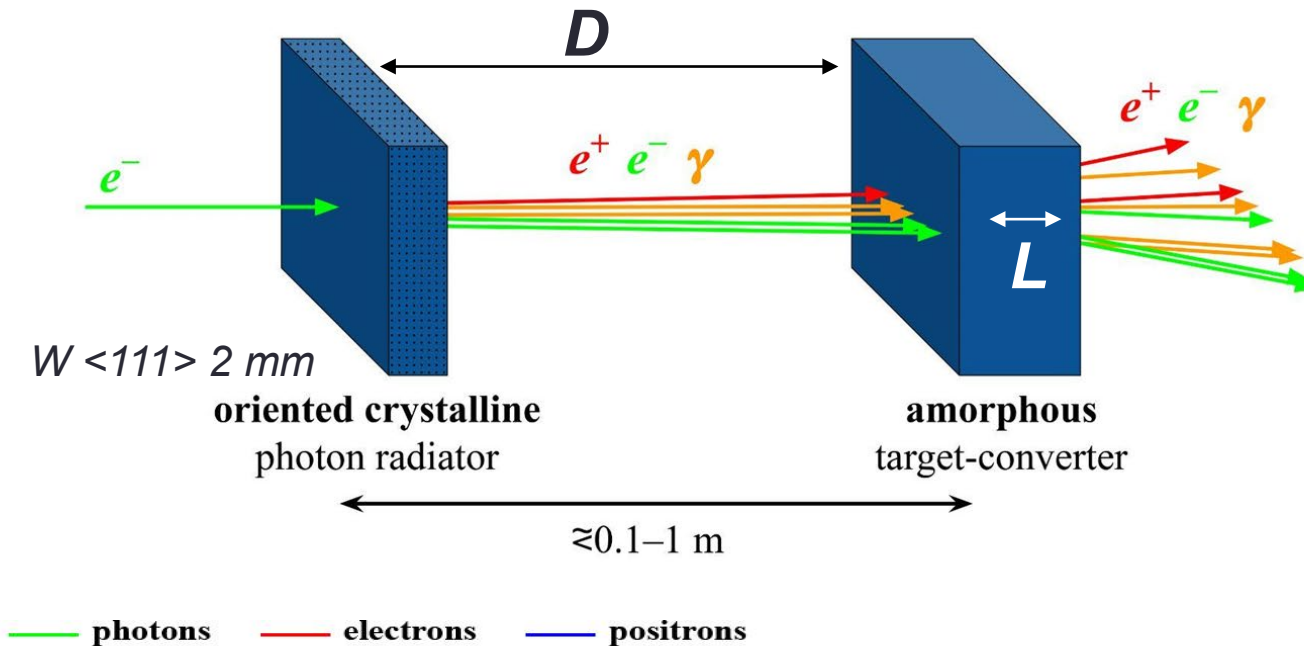 D
e⁺ e⁻ γ
e⁻
e⁺ e⁻ γ
L
W <111> 2 mm
oriented crystalline
photon radiator
amorphous
target-converter
≂0.1–1 m
photons electrons positrons